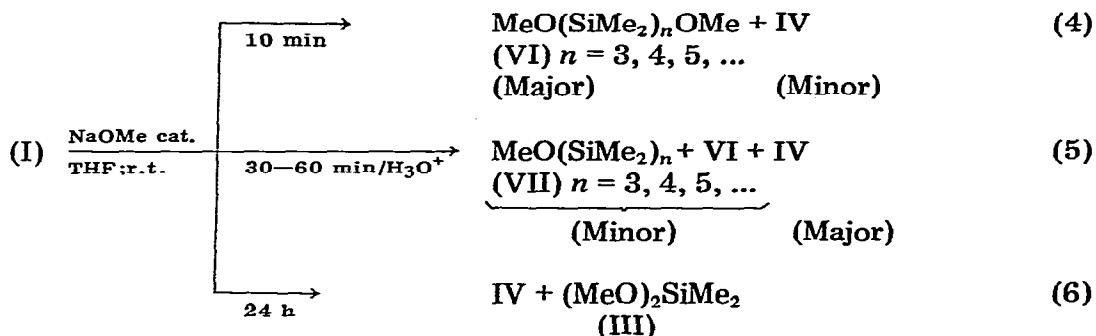 10 min
MeO(SiMe₂)ₙOMe + IV (4)
(VI) n = 3, 4, 5, ...
(Major) (Minor)
(I) NaOMe cat.
THF;r.t.
30—60 min/H₃O⁺
MeO(SiMe₂)ₙ + VI + IV (5)
(VII) n = 3, 4, 5, ...
(Minor) (Major)
24 h
IV + (MeO)₂SiMe₂ (6)
(III)